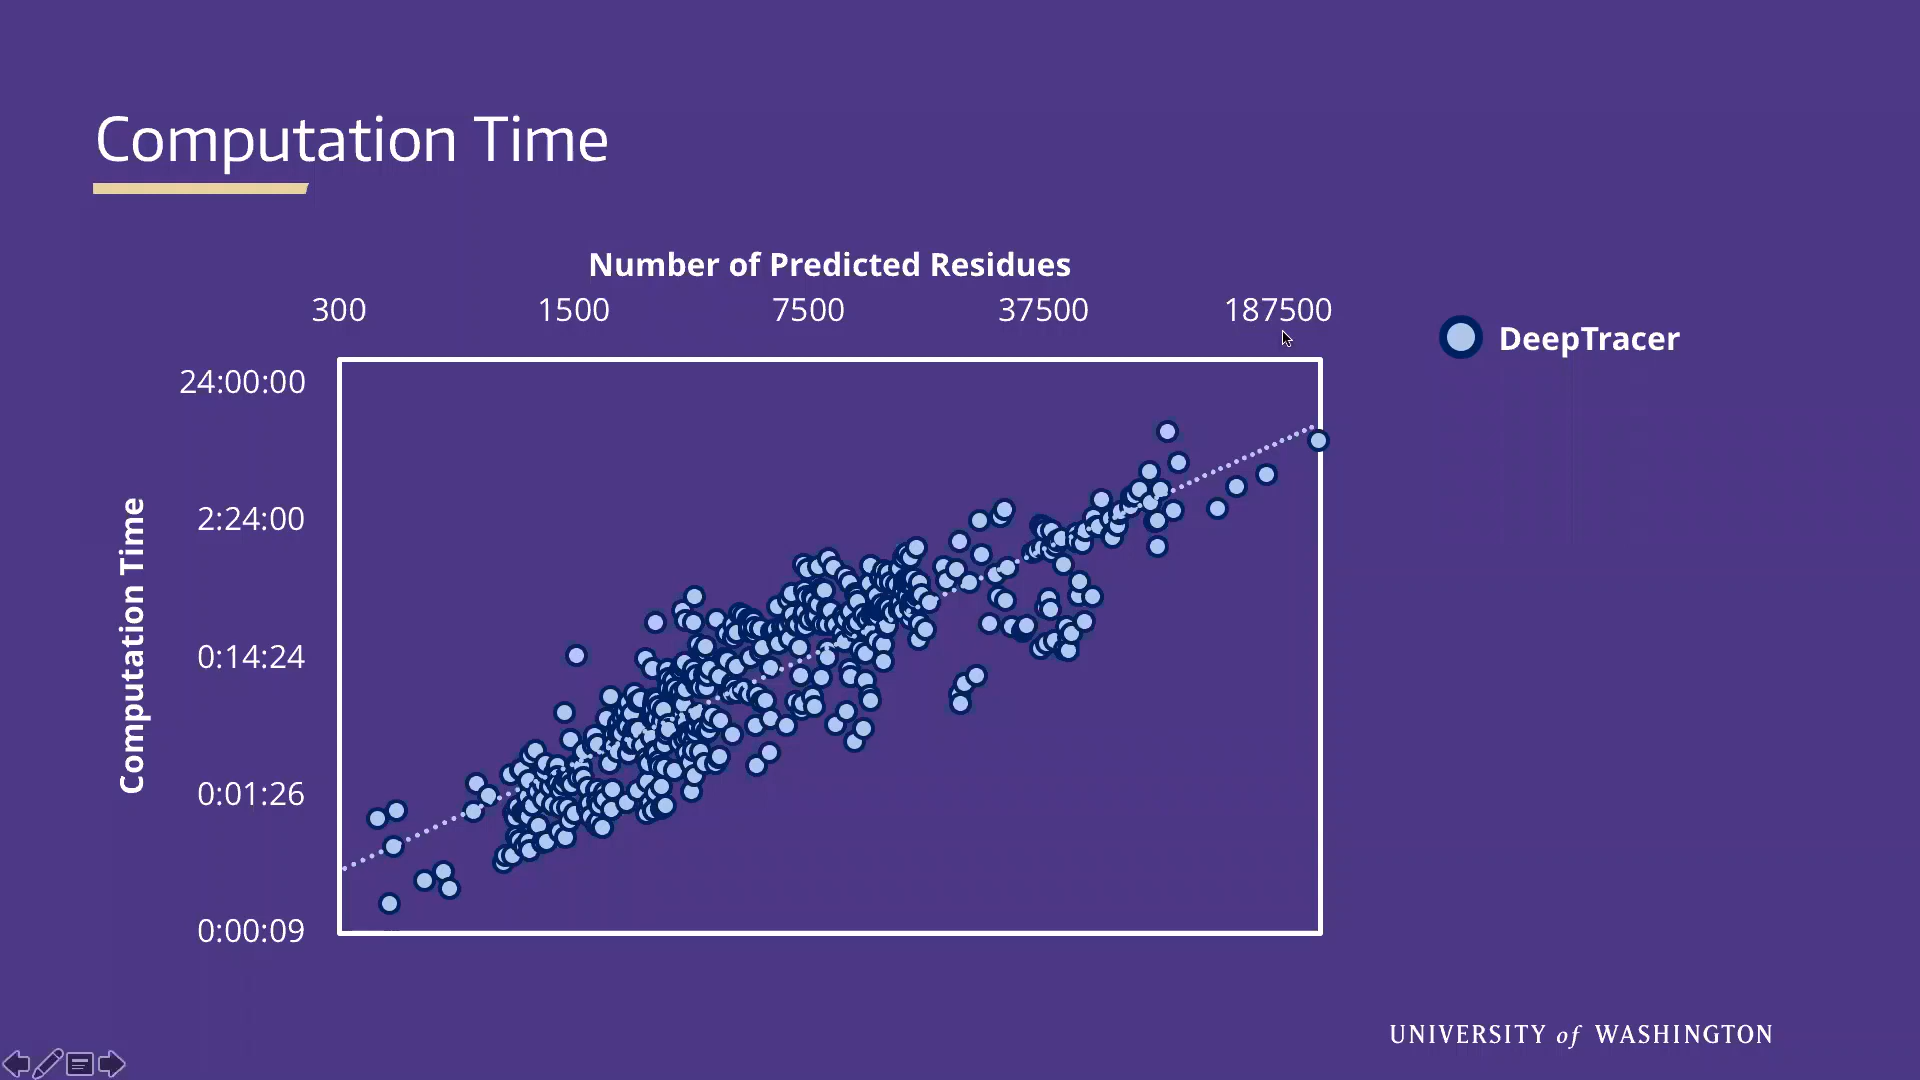 Computation Time
Number of Predicted Residues
300 1500 7500 37500 187500
DeepTracer
24:00:00
2:24:00
0:14:24
0:01:26
0:00:09
Computation Time
UNIVERSITY of WASHINGTON